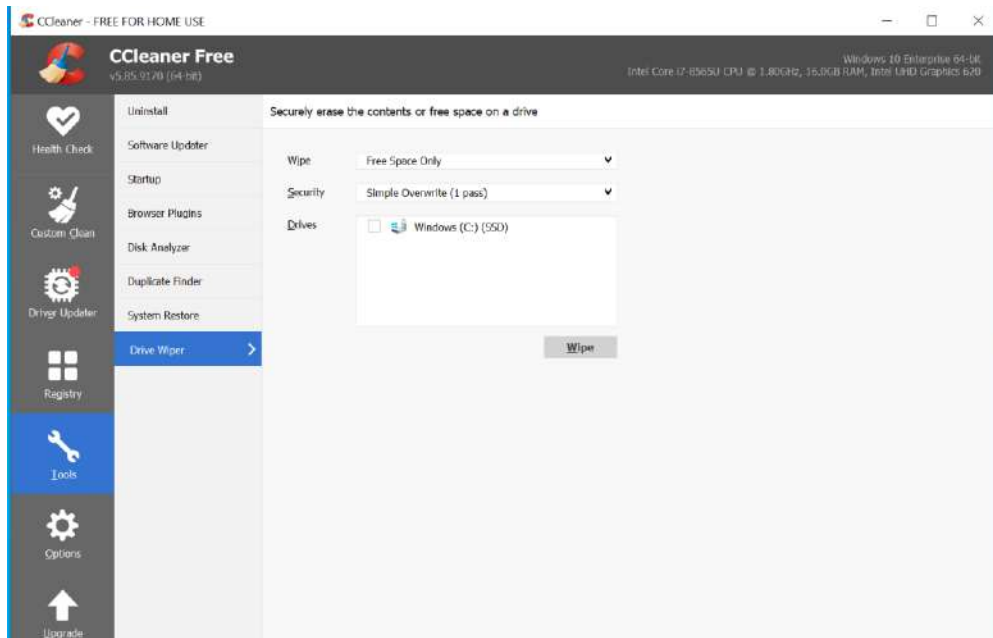 CCleaner - FREE FOR HOME USE
CCleaner Free
v5.85.9170 (64-bit)
Windows 10 Enterprise 64-bit
Intel Core i7-8565U CPU @ 1.80GHz, 16.0GB RAM, Intel UHD Graphics 620
Health Check
Custom Clean
Driver Updater
Registry
Tools
Options
Upgrade
Uninstall
Software Updater
Startup
Browser Plugins
Disk Analyzer
Duplicate Finder
System Restore
Drive Wiper
Securely erase the contents or free space on a drive
Wipe Free Space Only
Security Simple Overwrite (1 pass)
Drives Windows (C:) (SSD)
Wipe